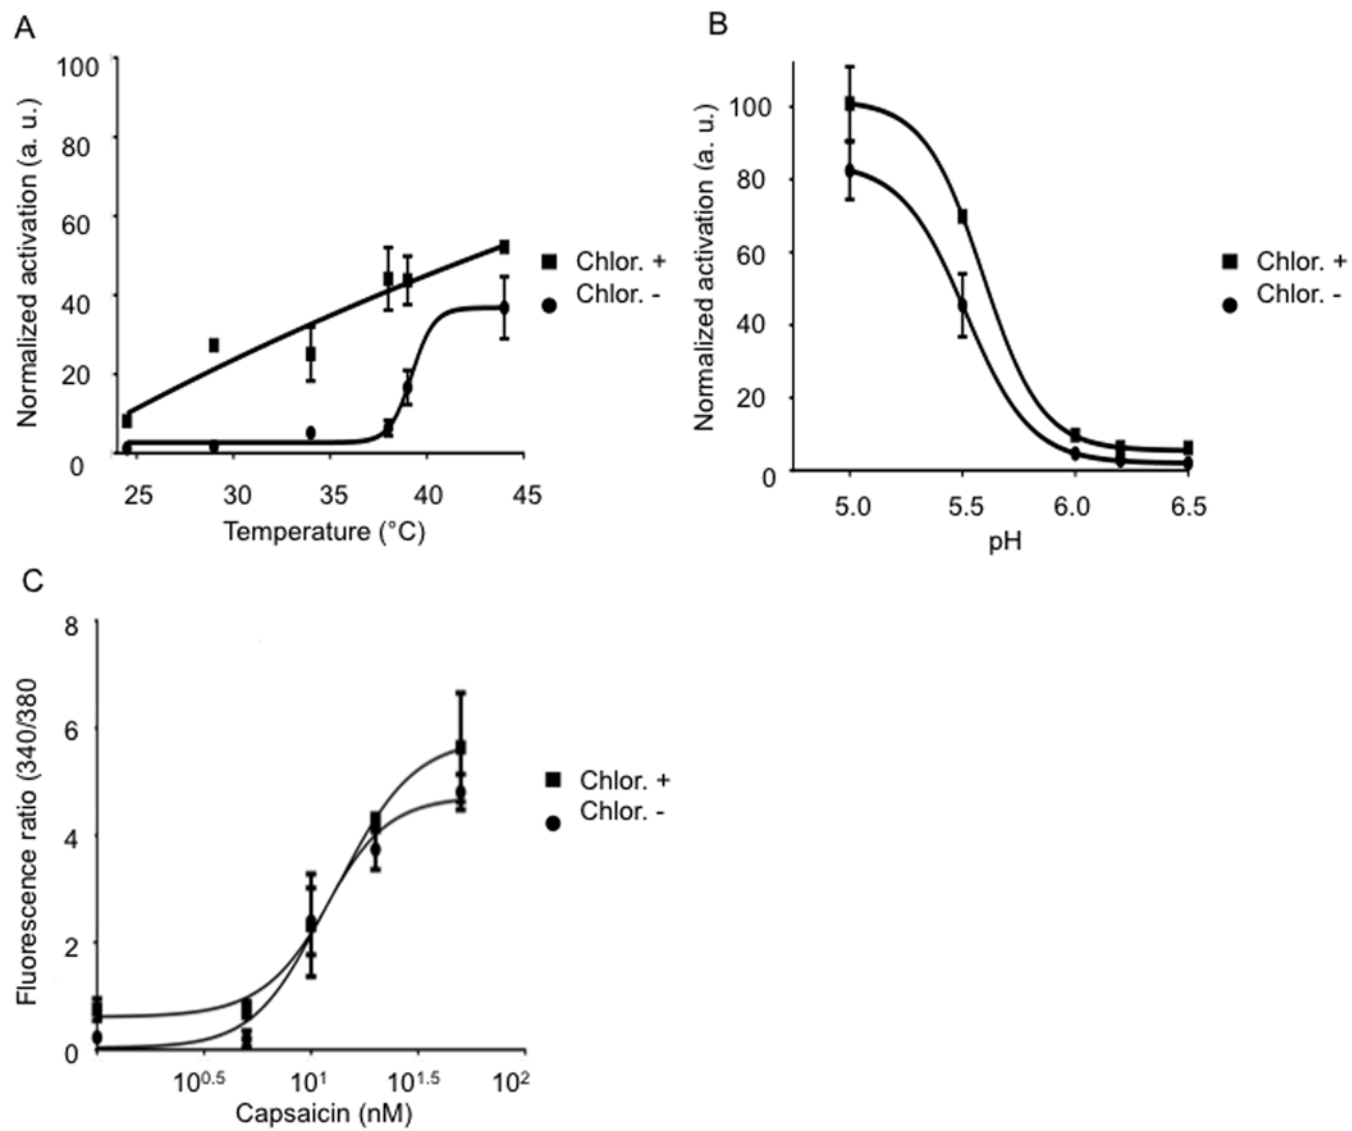 A
Normalized activation (a. u.)
100
80
60
40
20
0
25 30 35 40 45
Temperature (°C)
Chlor. +
Chlor. -
B
Normalized activation (a. u.)
100
80
60
40
20
0
5.0 5.5 6.0 6.5
pH
Chlor. +
Chlor. -
C
Fluorescence ratio (340/380
8
6
4
2
0
10^0.5 10^1 10^1.5 10^2
Capsaicin (nM)
Chlor. +
Chlor. -